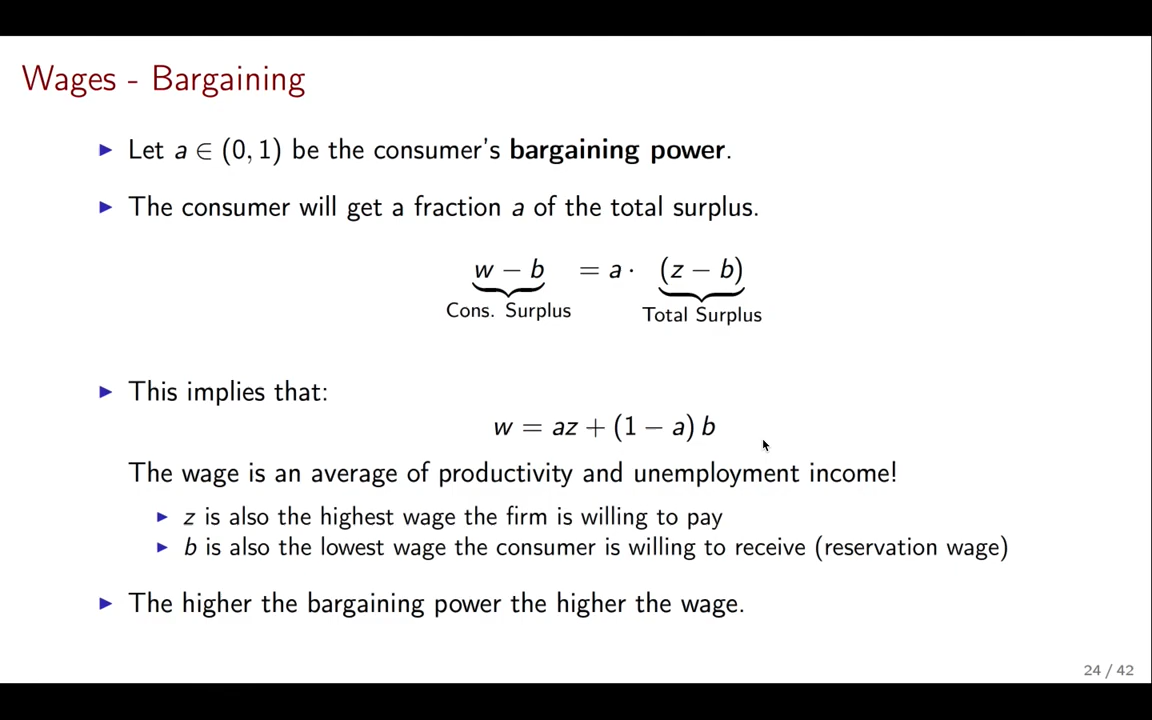 Wages - Bargaining
▶ Let a ∈ (0, 1) be the consumer's bargaining power.
▶ The consumer will get a fraction a of the total surplus.
w − b = a · (z − b)
Cons. Surplus Total Surplus
▶ This implies that:
w = az + (1 − a) b
The wage is an average of productivity and unemployment income!
▶ z is also the highest wage the firm is willing to pay
▶ b is also the lowest wage the consumer is willing to receive (reservation wage)
▶ The higher the bargaining power the higher the wage.
24 / 42